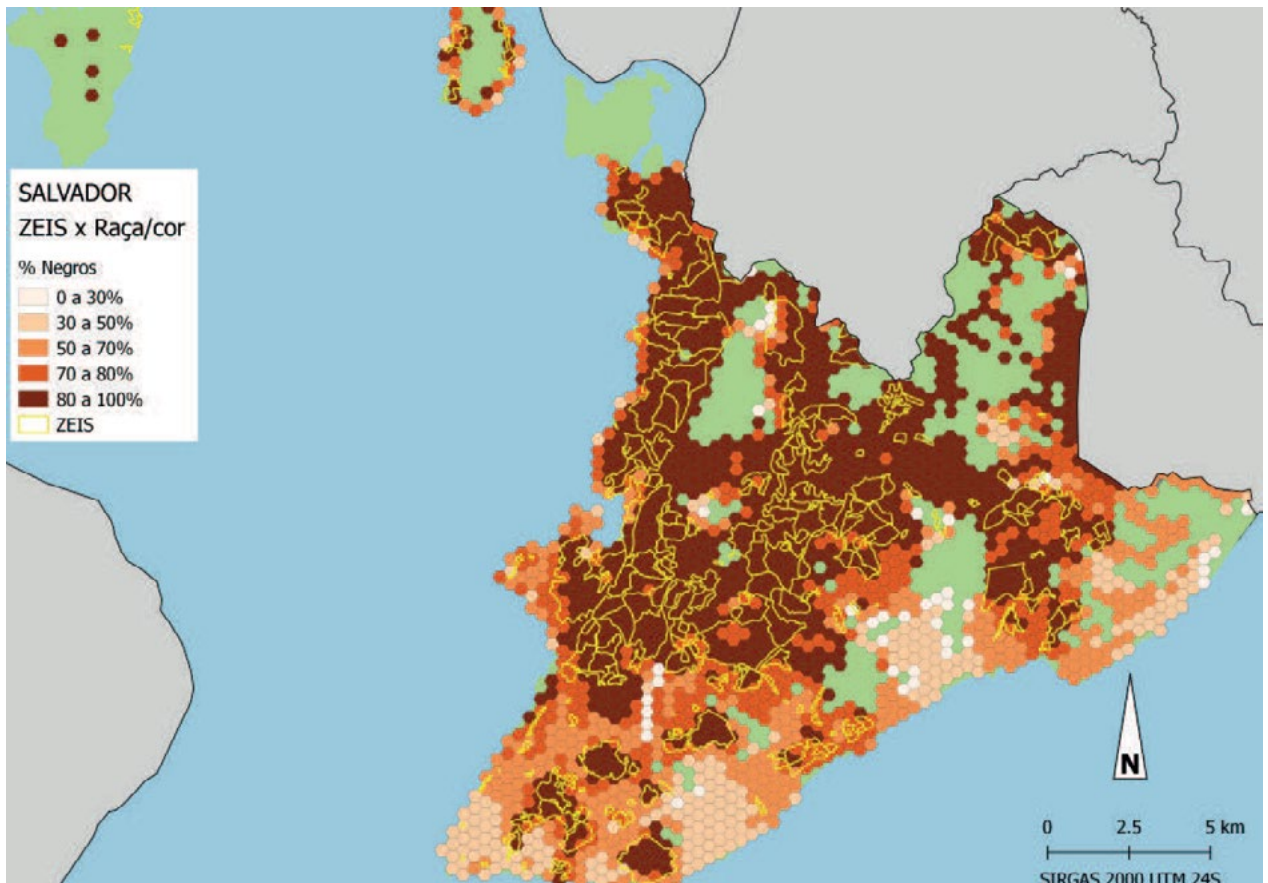 SALVADOR
ZEIS x Raça/cor
% Negros
0 a 30%
30 a 50%
50 a 70%
70 a 80%
80 a 100%
ZEIS
N
0 2.5 5 km
SIRGAS 2000 UTM 24S